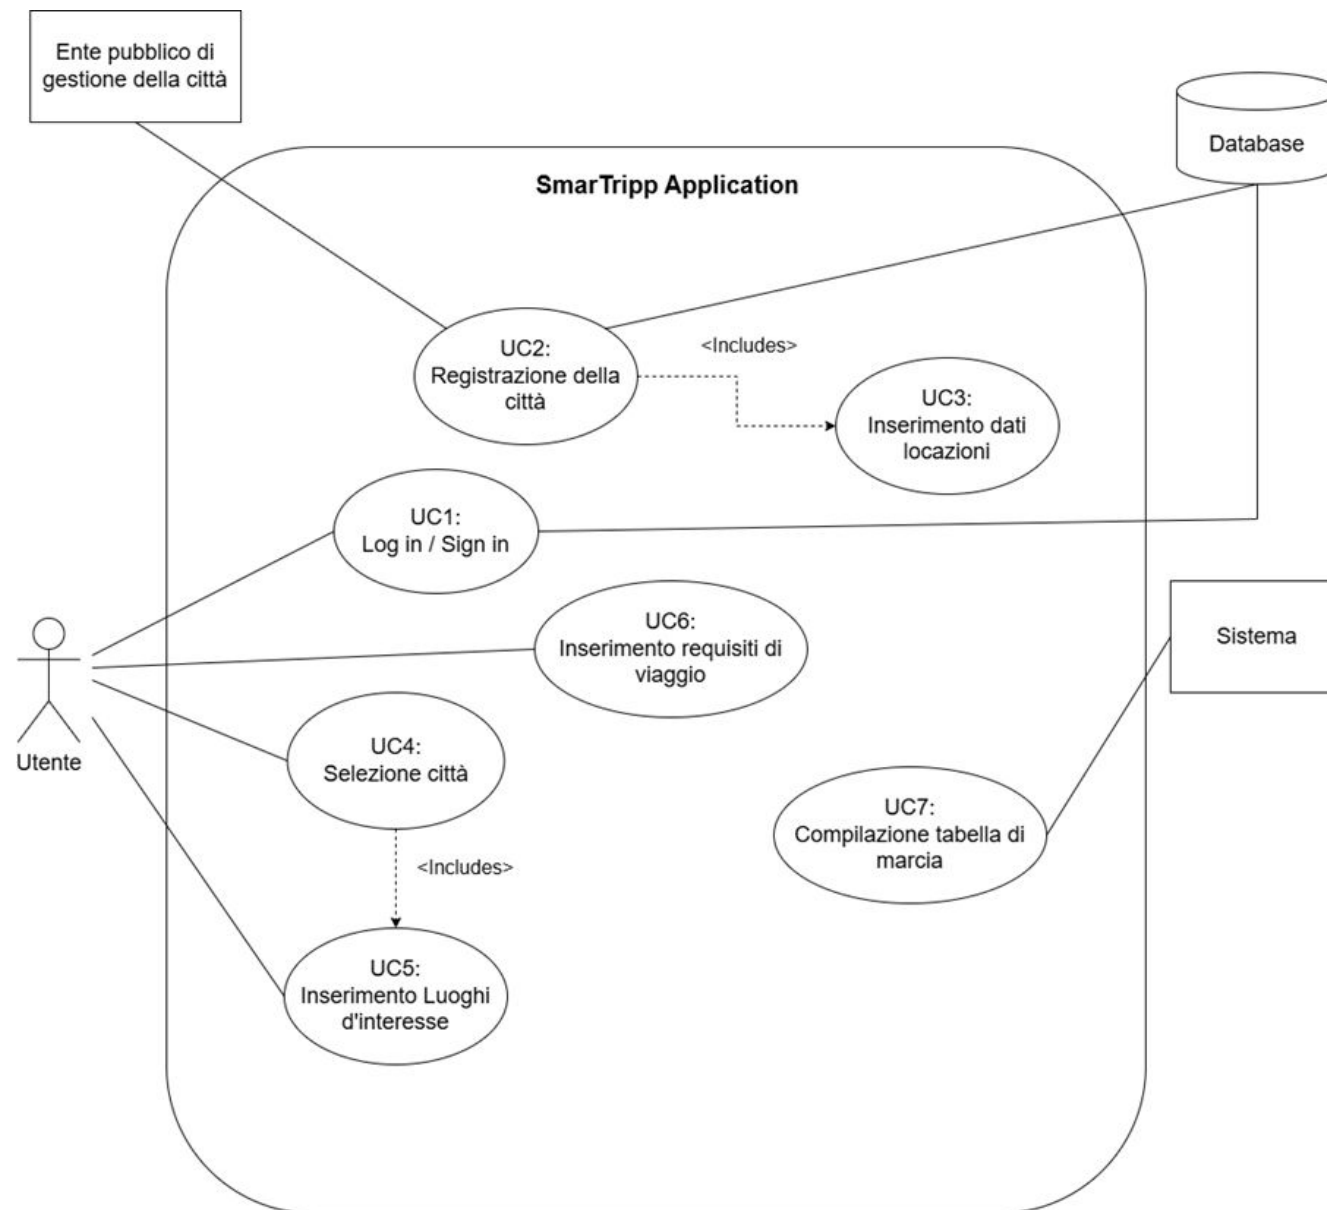 Ente pubblico di
gestione della città
Database
SmarTripp Application
UC2:
Registrazione della
città
<Includes>
UC3:
Inserimento dati
locazioni
UC1:
Log in / Sign in
UC6:
Inserimento requisiti di
viaggio
Sistema
Utente
UC4:
Selezione città
UC7:
Compilazione tabella di
marcia
<Includes>
UC5:
Inserimento Luoghi
d'interesse